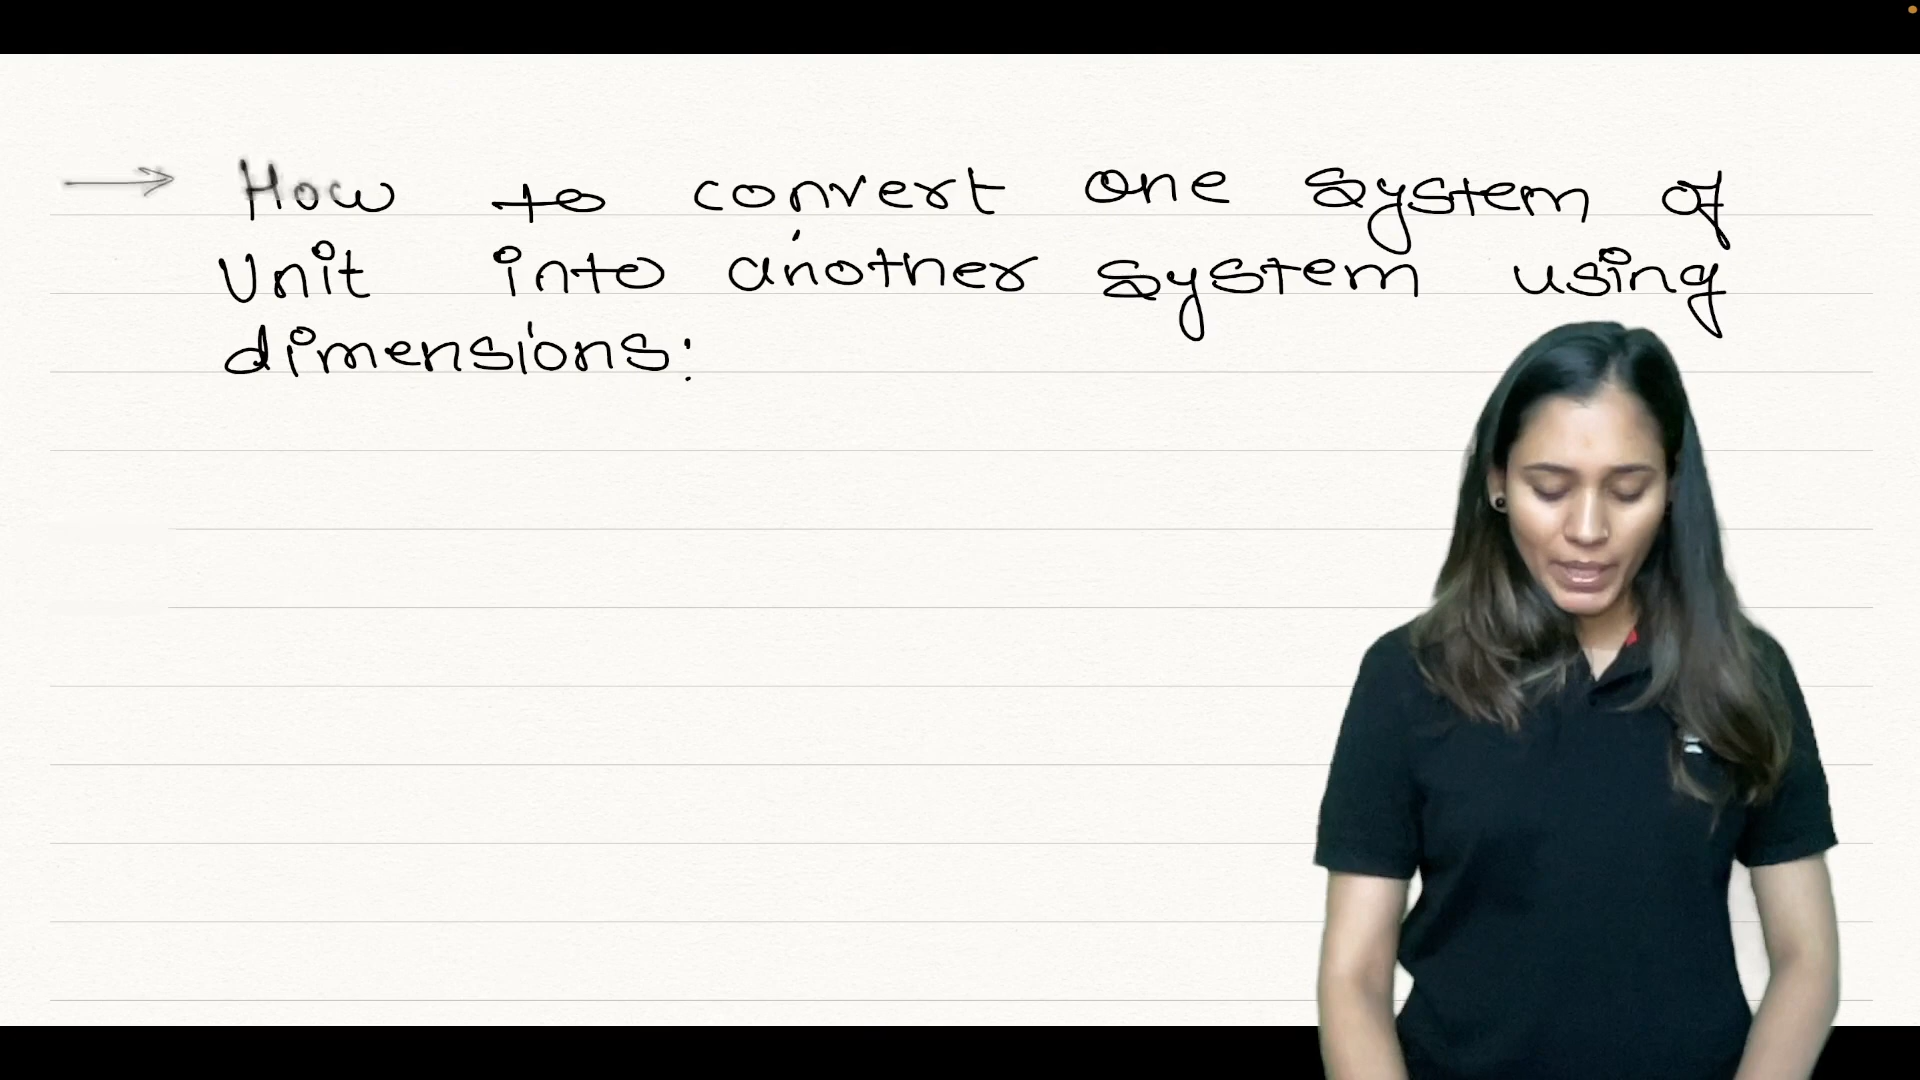 → How to convert one system of
Unit into another system using
dimensions: